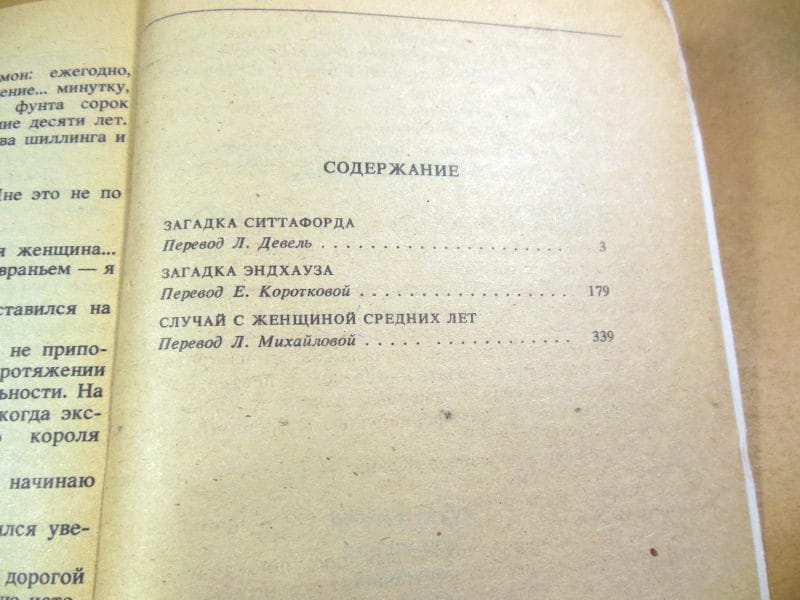 мон: ежегодно,
ение... минутку,
фунта сорок
ние десяти лет.
ва шиллинга и
Мне это не по
я женщина...
враньем — я
ставился на
не припо-
ротяжении
ьности. На
когда экс-
короля
начинаю
лся уве-
дорогой
СОДЕРЖАНИЕ
ЗАГАДКА СИТТАФОРДА
Перевод Л. Девель . . . . . . . . . . . . . . . . . . . . . 3
ЗАГАДКА ЭНДХАУЗА
Перевод Е. Коротковой . . . . . . . . . . . . . . . . . . 179
СЛУЧАЙ С ЖЕНЩИНОЙ СРЕДНИХ ЛЕТ
Перевод Л. Михайловой . . . . . . . . . . . . . . . . . 339